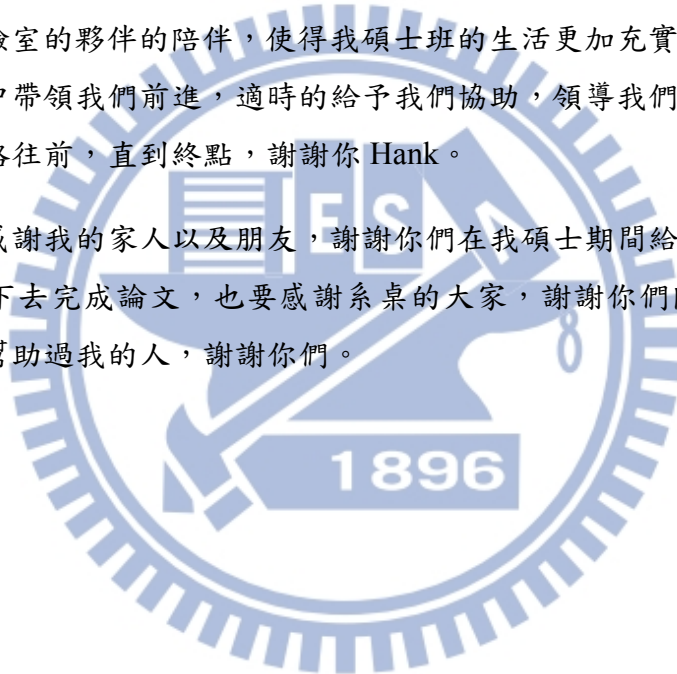 室的夥伴的陪伴，使得我碩士班的生活更加充實
帶領我們前進，適時的給予我們協助，領導我們
往前，直到終點，謝謝你 Hank。
謝我的家人以及朋友，謝謝你們在我碩士期間給
下去完成論文，也要感謝系桌的大家，謝謝你們
助過我的人，謝謝你們。
E S A
8
1896